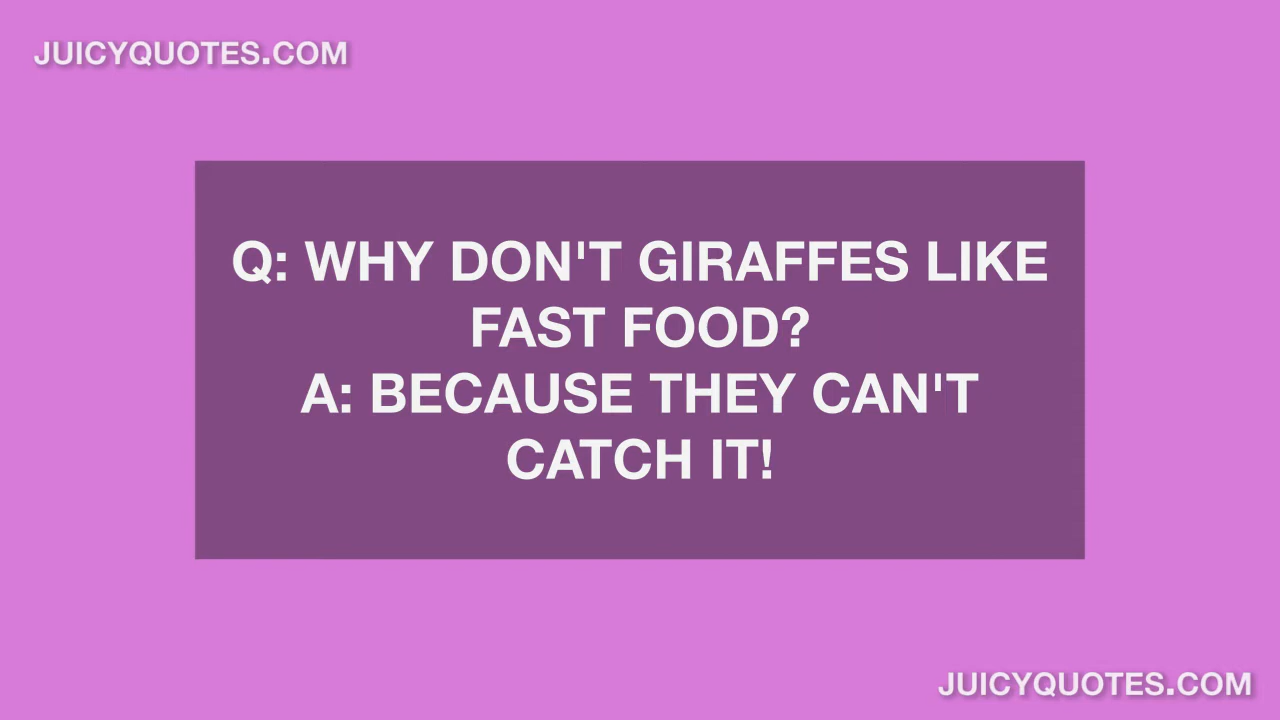 JUICYQUOTES.COM
Q: WHY DON'T GIRAFFES LIKE
FAST FOOD?
A: BECAUSE THEY CAN'T
CATCH IT!
JUICYQUOTES.COM